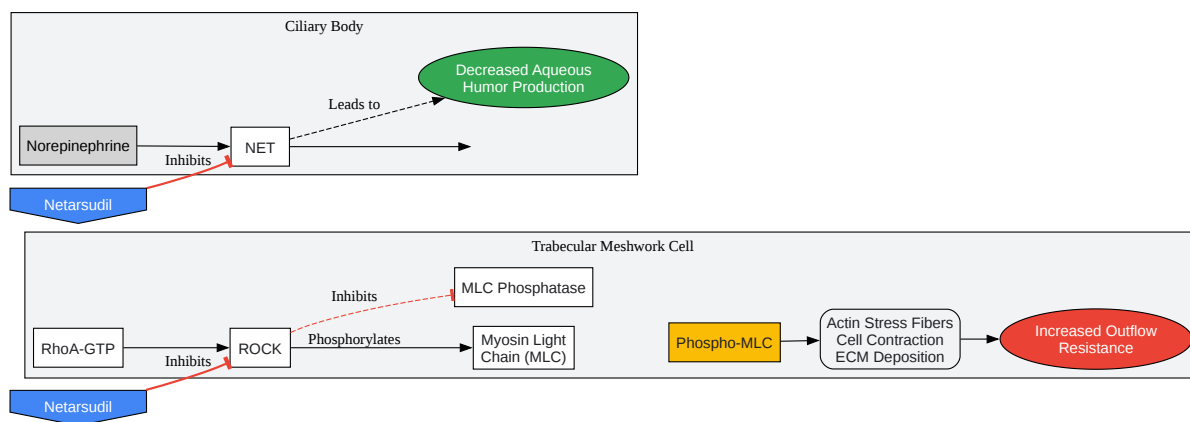 Ciliary Body
Decreased Aqueous
Humor Production
Leads to
Norepinephrine
NET
Inhibits
Netarsudil
Trabecular Meshwork Cell
Inhibits
MLC Phosphatase
RhoA-GTP
ROCK
Phosphorylates
Myosin Light
Chain (MLC)
Phospho-MLC
Actin Stress Fibers
Cell Contraction
ECM Deposition
Increased Outflow
Resistance
Inhibits
Netarsudil